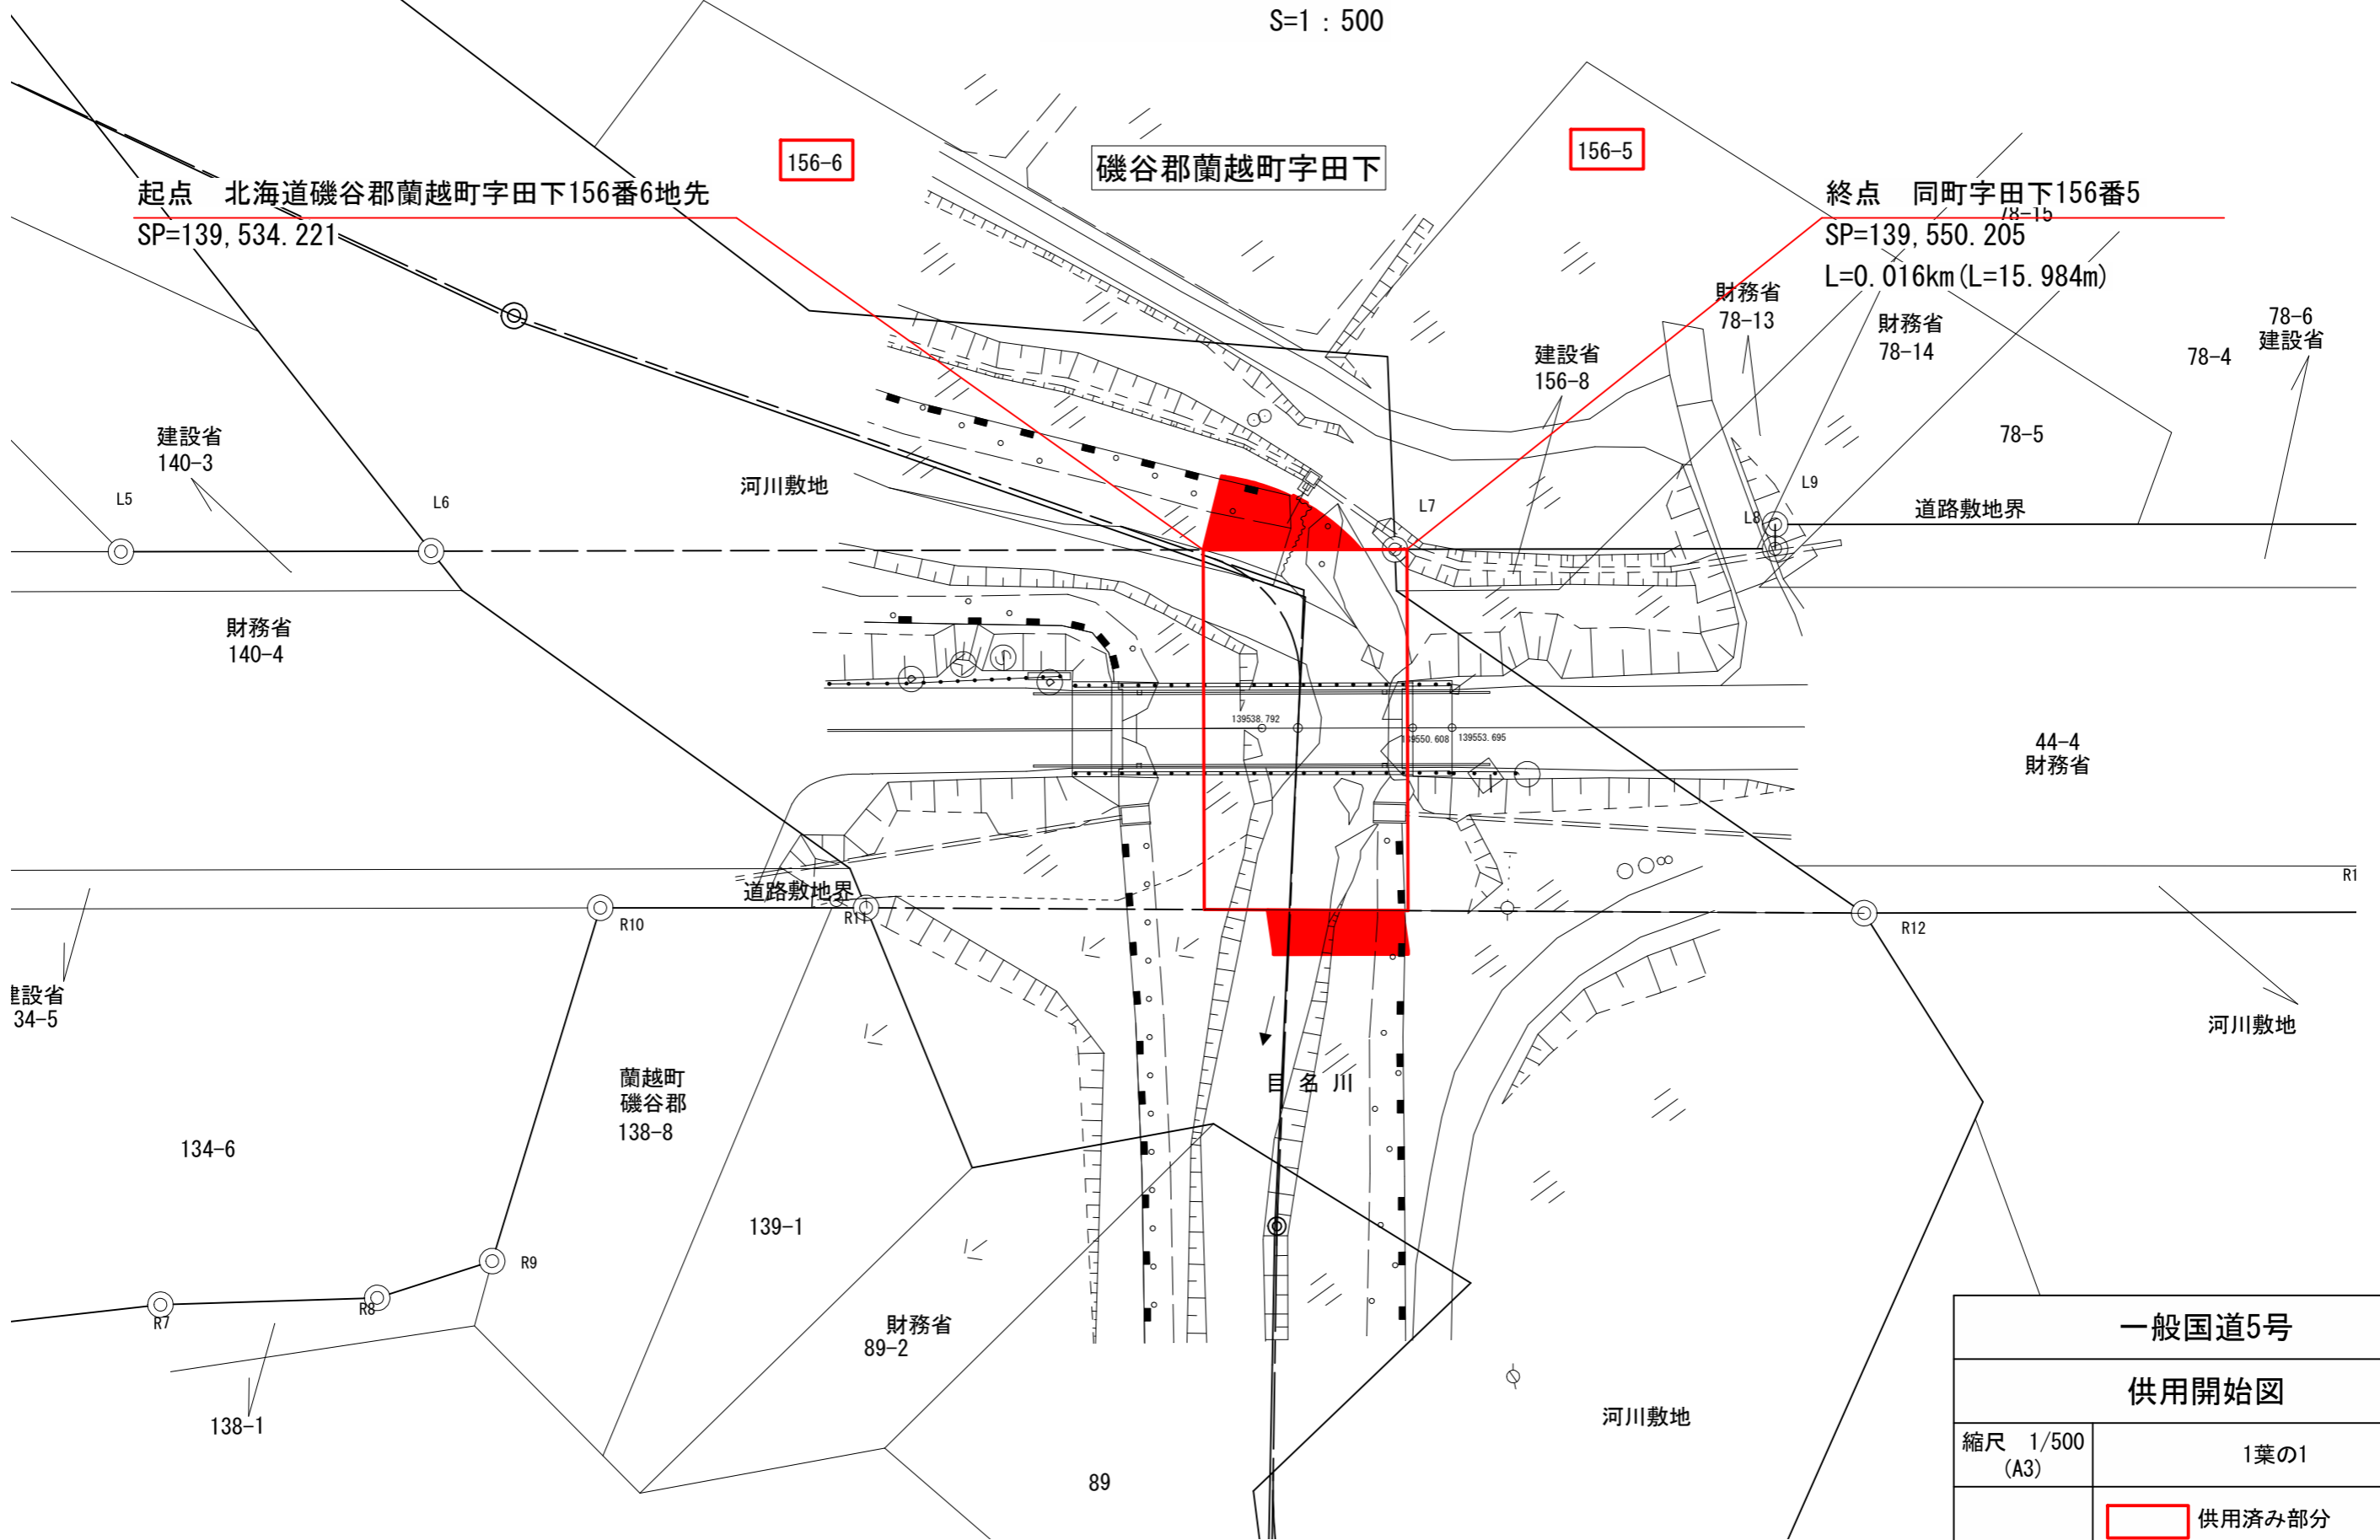 S=1：500
156-6
磯谷郡蘭越町字田下
156-5
起点　北海道磯谷郡蘭越町字田下156番6地先
SP=139,534.221
終点　同町字田下156番5
78-15
SP=139,550.205
L=0.016km(L=15.984m)
財務省
78-13
財務省
78-14
78-6
建設省
78-4
建設省
156-8
78-5
建設省
140-3
河川敷地
L5
L6
L7
L8
L9
道路敷地界
財務省
140-4
139538.792
139550.608
139553.695
44-4
財務省
道路敷地界
R10
R11
R12
R1
建設省
34-5
河川敷地
蘭越町
磯谷郡
138-8
目名川
134-6
139-1
R9
R8
R7
財務省
89-2
138-1
89
河川敷地
一般国道5号
供用開始図
縮尺　1/500
(A3)
1葉の1
供用済み部分